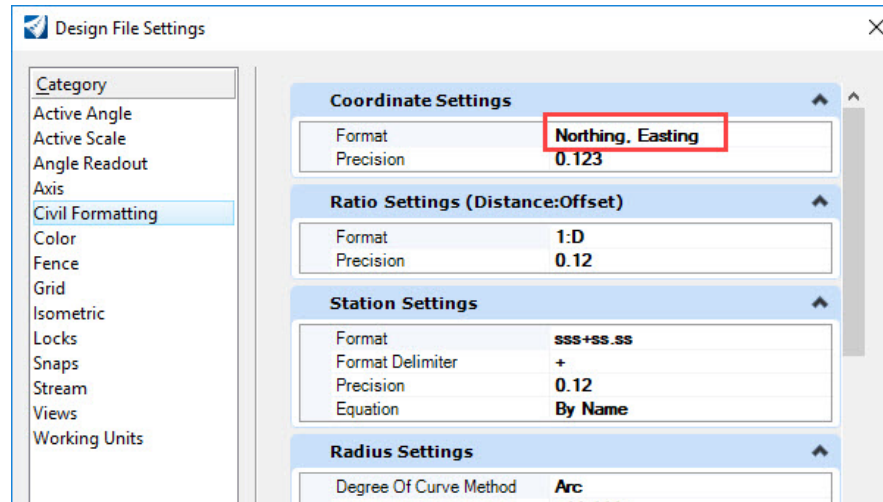 Design File Settings
Category
Active Angle
Active Scale
Angle Readout
Axis
Civil Formatting
Color
Fence
Grid
Isometric
Locks
Snaps
Stream
Views
Working Units
Coordinate Settings
Format Northing, Easting
Precision 0.123
Ratio Settings (Distance:Offset)
Format 1:D
Precision 0.12
Station Settings
Format sss+ss.ss
Format Delimiter +
Precision 0.12
Equation By Name
Radius Settings
Degree Of Curve Method Arc